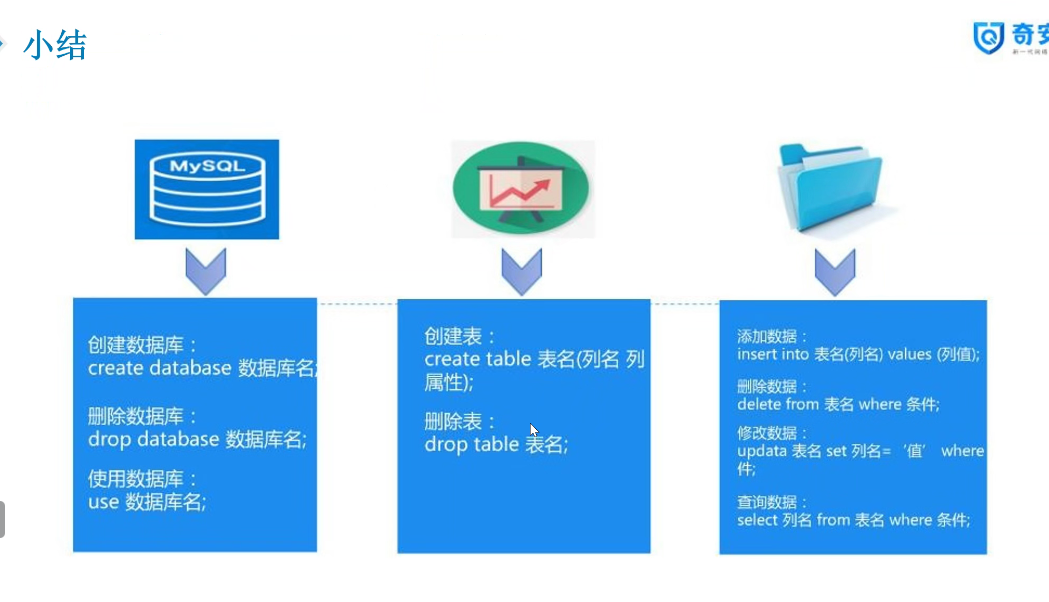 小结
奇安
新一代网络
MySQL
创建数据库：
create database 数据库名;
删除数据库：
drop database 数据库名;
使用数据库：
use 数据库名;
创建表：
create table 表名(列名 列
属性);
删除表：
drop table 表名;
添加数据：
insert into 表名(列名) values (列值);
删除数据：
delete from 表名 where 条件;
修改数据：
updata 表名 set 列名=‘值’ where
件;
查询数据：
select 列名 from 表名 where 条件;